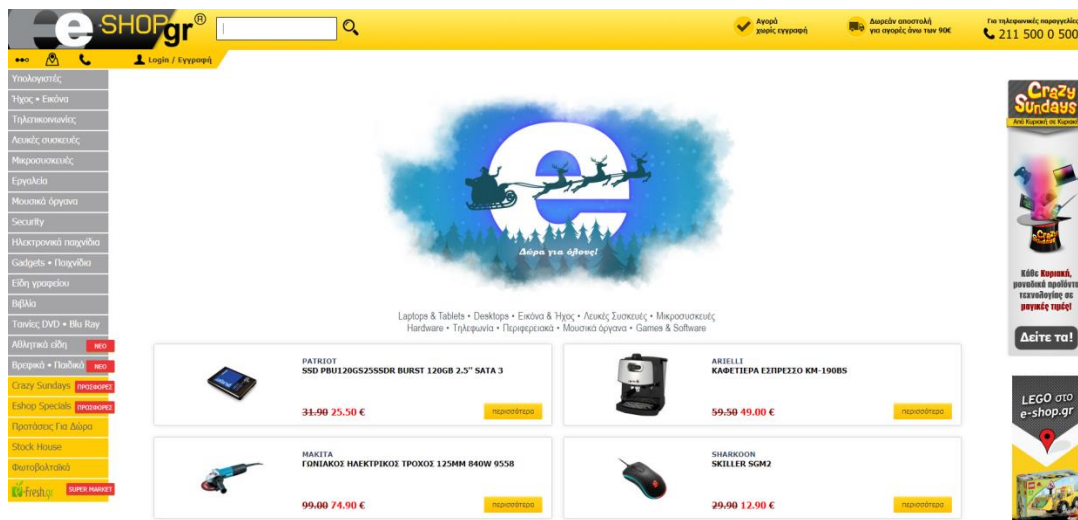 e-SHOP.gr®
Αγορά
χωρίς εγγραφή
Δωρεάν αποστολή
για αγορές άνω των 90€
Για τηλεφωνικές παραγγελίες
211 500 0 500
Login / Εγγραφή
Υπολογιστές
Ήχος • Εικόνα
Τηλεπικοινωνίες
Λευκές συσκευές
Μικροσυσκευές
Εργαλεία
Μουσικά όργανα
Security
Ηλεκτρονικά παιχνίδια
Gadgets • Παιχνίδια
Είδη γραφείου
Βιβλία
Ταινίες DVD • Blu Ray
Αθλητικά είδη ΝΕΟ
Βρεφικά • Παιδικά ΝΕΟ
Crazy Sundays ΠΡΟΣΦΟΡΕΣ
Eshop Specials ΠΡΟΣΦΟΡΕΣ
Προτάσεις Για Δώρα
Stock House
Φωτοβολταϊκά
-Fresh.gr SUPER MARKET
e
Δώρα για όλους!
Laptops & Tablets • Desktops • Εικόνα & Ήχος • Λευκές Συσκευές • Μικροσυσκευές
Hardware • Τηλεφωνία • Περιφερειακά • Μουσικά όργανα • Games & Software
PATRIOT
SSD PBU120GS25SSDR BURST 120GB 2.5'' SATA 3
31.90 25.50 €
περισσότερα
ARIELLI
ΚΑΦΕΤΙΕΡΑ ΕΣΠΡΕΣΣΟ KM-190BS
59.50 49.00 €
περισσότερα
MAKITA
ΓΩΝΙΑΚΟΣ ΗΛΕΚΤΡΙΚΟΣ ΤΡΟΧΟΣ 125MM 840W 9558
99.00 74.90 €
περισσότερα
SHARKOON
SKILLER SGM2
29.90 12.90 €
περισσότερα
Crazy
Sundays
Από Κυριακή σε Κυριακή
Crazy
Κάθε Κυριακή,
μοναδικά προϊόντα
τεχνολογίας σε
μαγικές τιμές!
Δείτε τα!
LEGO στο
e-shop.gr